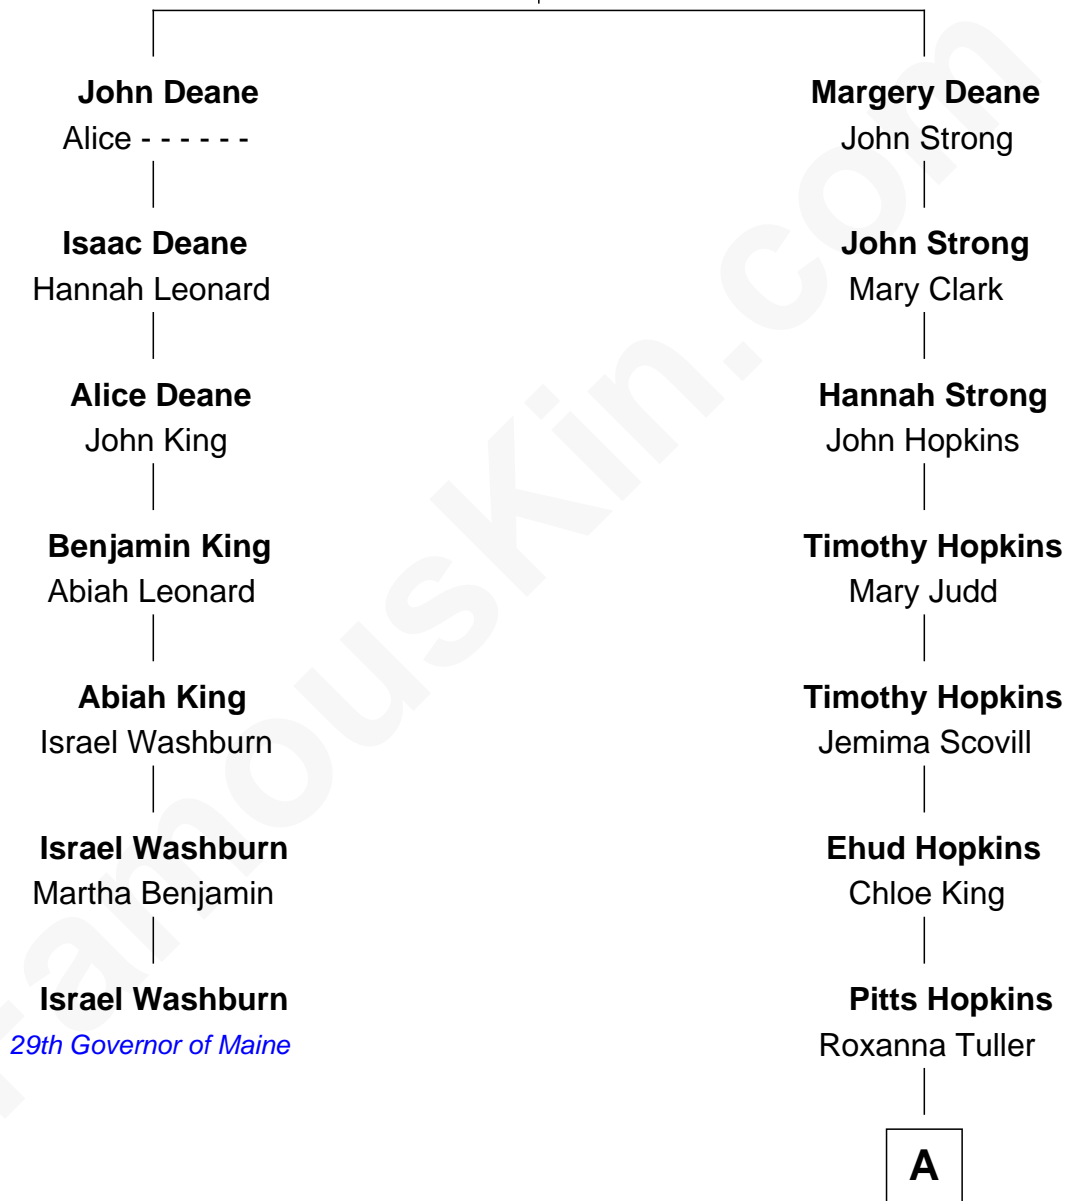 John Deane
Alice - - - - - -
Isaac Deane
Hannah Leonard
Alice Deane
John King
Benjamin King
Abiah Leonard
Abiah King
Israel Washburn
Israel Washburn
Martha Benjamin
Israel Washburn
29th Governor of Maine
Margery Deane
John Strong
John Strong
Mary Clark
Hannah Strong
John Hopkins
Timothy Hopkins
Mary Judd
Timothy Hopkins
Jemima Scovill
Ehud Hopkins
Chloe King
Pitts Hopkins
Roxanna Tuller
A
FamousKin.com